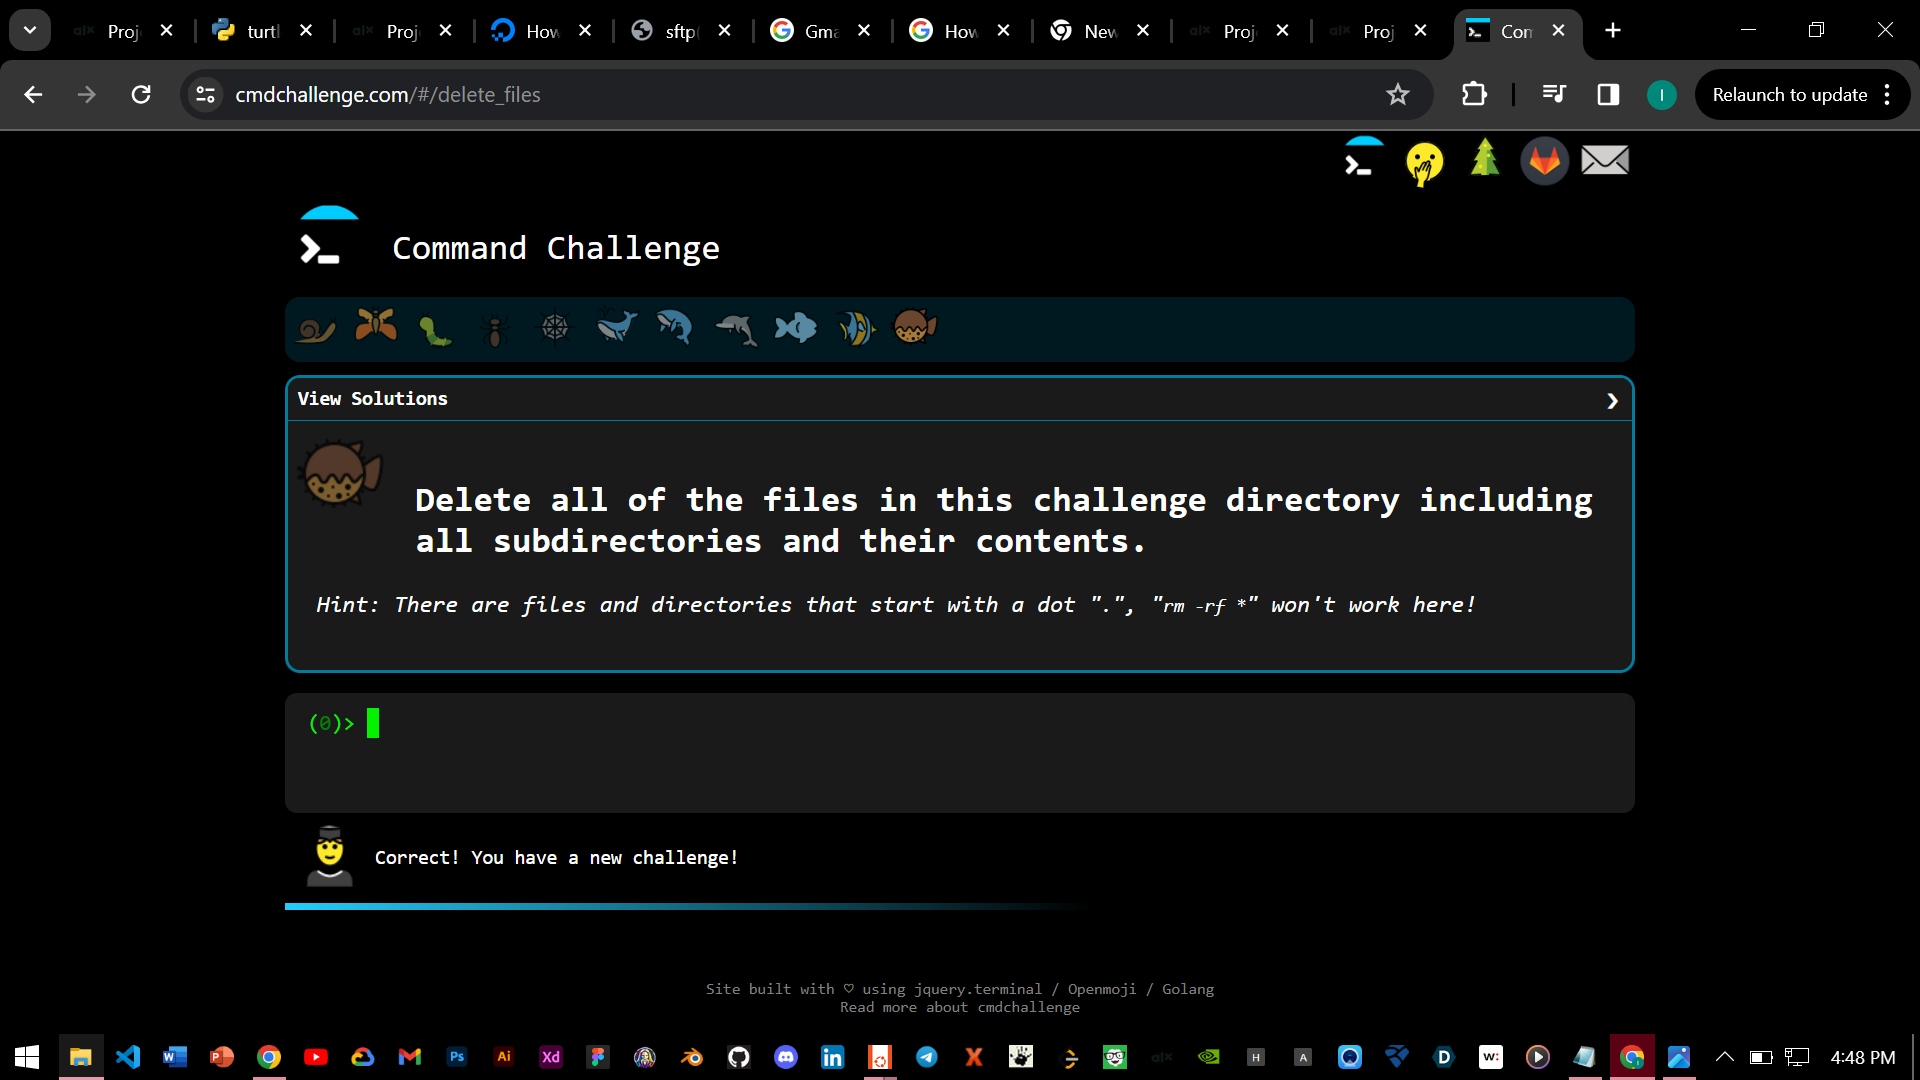 Proj
turtl
Proj
How
sftp(
Gma
How
New
Proj
Proj
Com
cmdchallenge.com/#/delete_files
I
Relaunch to update
Command Challenge
View Solutions
Delete all of the files in this challenge directory including
all subdirectories and their contents.
Hint: There are files and directories that start with a dot ".", "rm -rf *" won't work here!
(0)>
Correct! You have a new challenge!
Site built with ♡ using jquery.terminal / Openmoji / Golang
Read more about cmdchallenge
Ps
Ai
Xd
H
A
D
w:
4:48 PM